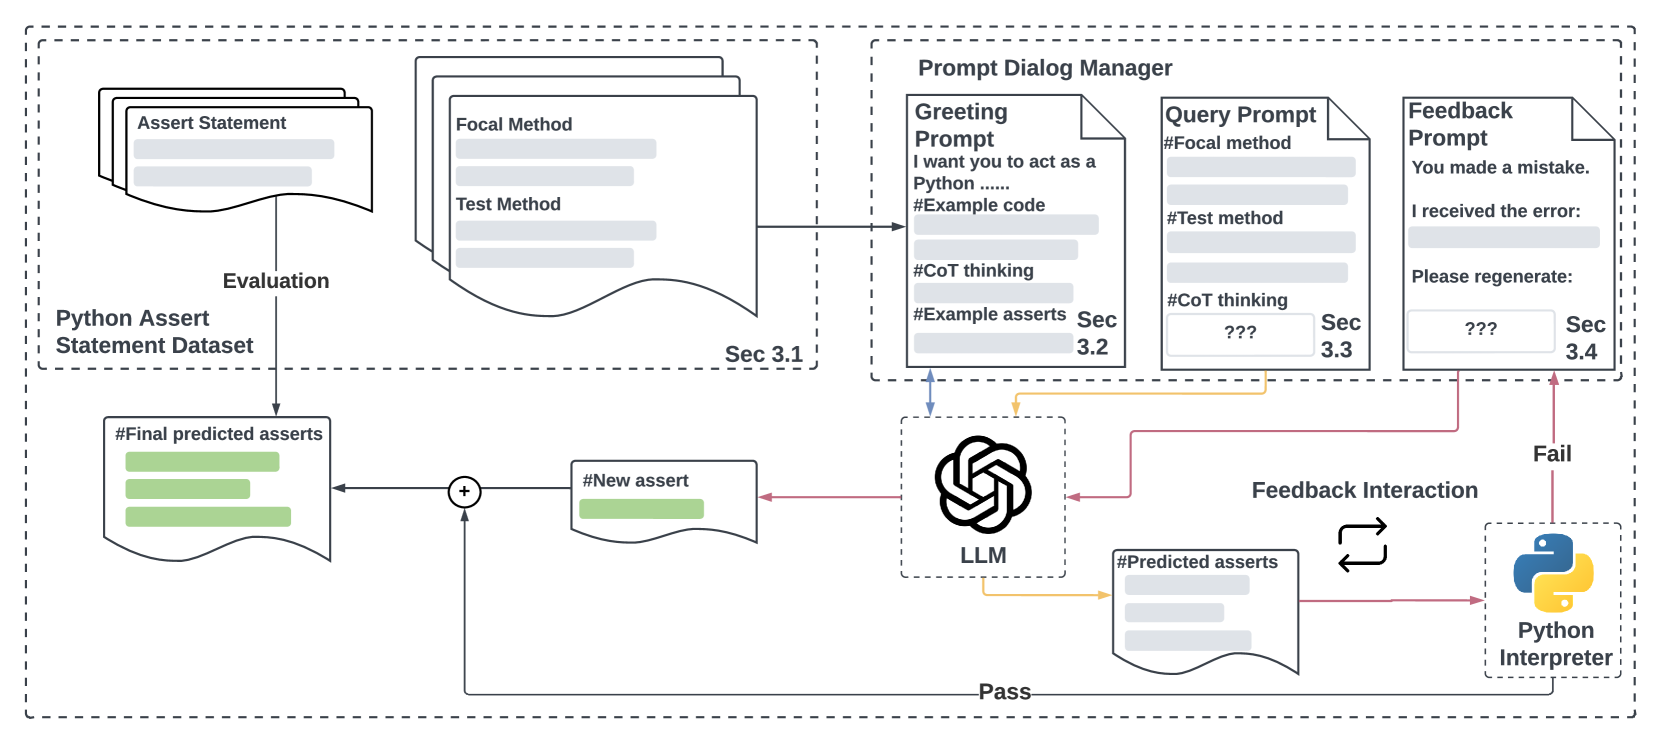 Assert Statement
Focal Method
Test Method
Evaluation
Python Assert
Statement Dataset
Sec 3.1
Prompt Dialog Manager
Greeting
Prompt
I want you to act as a
Python ......
#Example code
#CoT thinking
#Example asserts
Sec
3.2
Query Prompt
#Focal method
#Test method
#CoT thinking
???
Sec
3.3
Feedback
Prompt
You made a mistake.
I received the error:
Please regenerate:
???
Sec
3.4
#Final predicted asserts
+
#New assert
LLM
#Predicted asserts
Feedback Interaction
Fail
Python
Interpreter
Pass